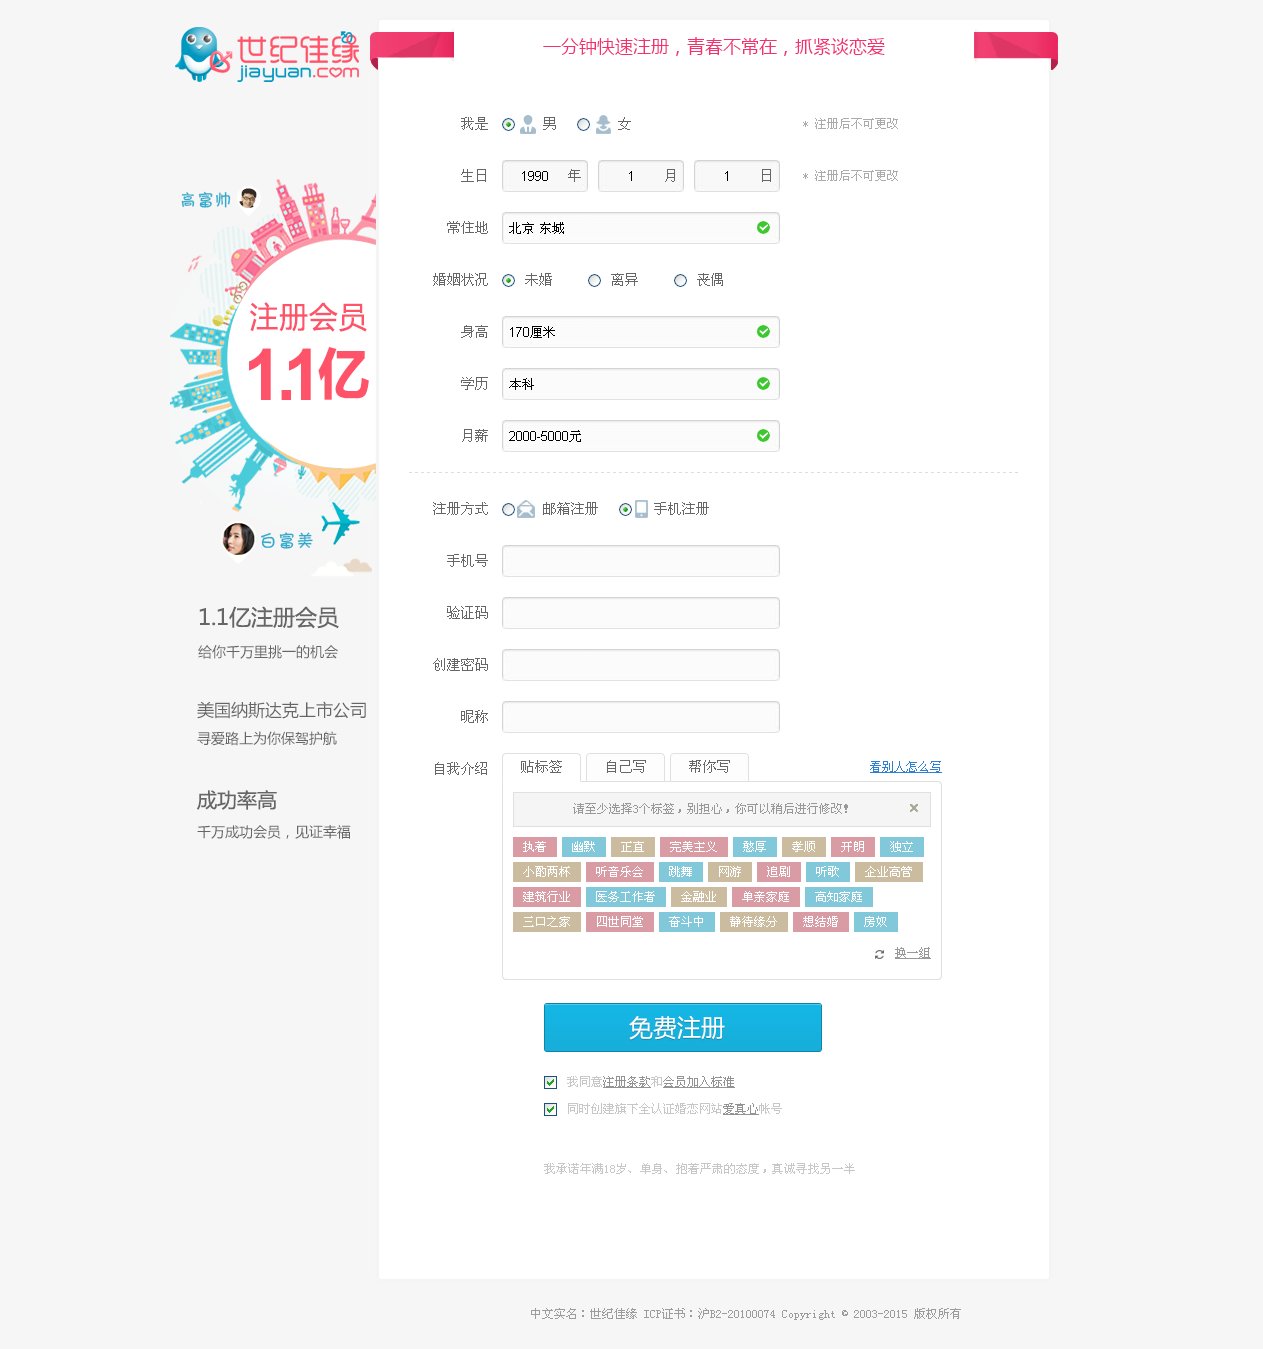 世纪佳缘
jiayuan.com
一分钟快速注册，青春不常在，抓紧谈恋爱
高富帅
注册会员
1.1亿
白富美
1.1亿注册会员
给你千万里挑一的机会
美国纳斯达克上市公司
寻爱路上为你保驾护航
成功率高
千万成功会员，见证幸福
我是 男 女 * 注册后不可更改
生日 1990 年 1 月 1 日 * 注册后不可更改
常住地 北京 东城
婚姻状况 未婚 离异 丧偶
身高 170厘米
学历 本科
月薪 2000-5000元
注册方式 邮箱注册 手机注册
手机号
验证码
创建密码
昵称
自我介绍 贴标签 自己写 帮你写 看别人怎么写
请至少选择3个标签，别担心，你可以稍后进行修改!
执着 幽默 正直 完美主义 憨厚 孝顺 开朗 独立
小酌两杯 听音乐会 跳舞 网游 追剧 听歌 企业高管
建筑行业 医务工作者 金融业 单亲家庭 高知家庭
三口之家 四世同堂 奋斗中 静待缘分 想结婚 房奴
换一组
免费注册
我同意注册条款和会员加入标准
同时创建旗下全认证婚恋网站爱真心帐号
我承诺年满18岁、单身、抱着严肃的态度，真诚寻找另一半
中文实名：世纪佳缘 ICP证书：沪B2-20100074 Copyright © 2003-2015 版权所有